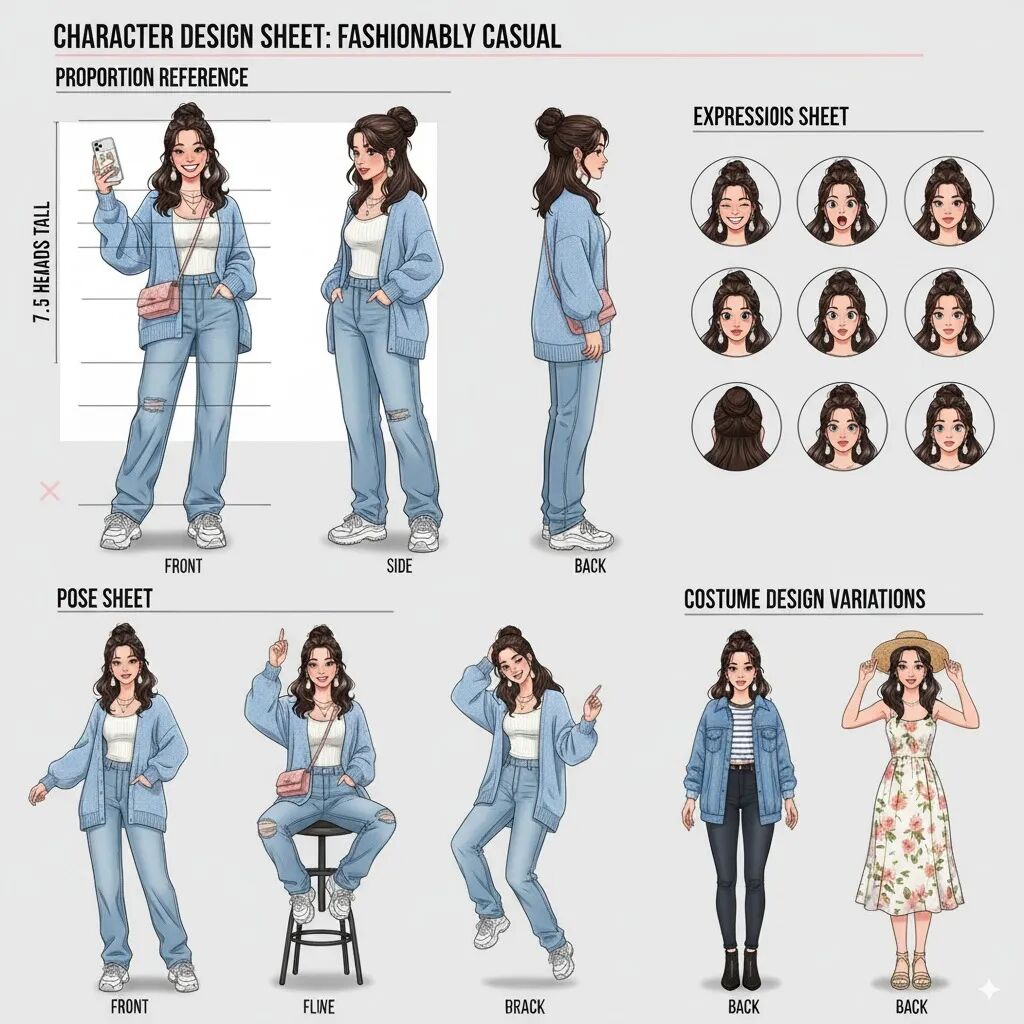 CHARACTER DESIGN SHEET: FASHIONABLY CASUAL
PROPORTION REFERENCE
EXPRESSIOIS SHEET
7.5 HEADS TALL
FRONT
SIDE
BACK
POSE SHEET
COSTUME DESIGN VARIATIONS
FRONT
FLINE
BRACK
BACK
BACK